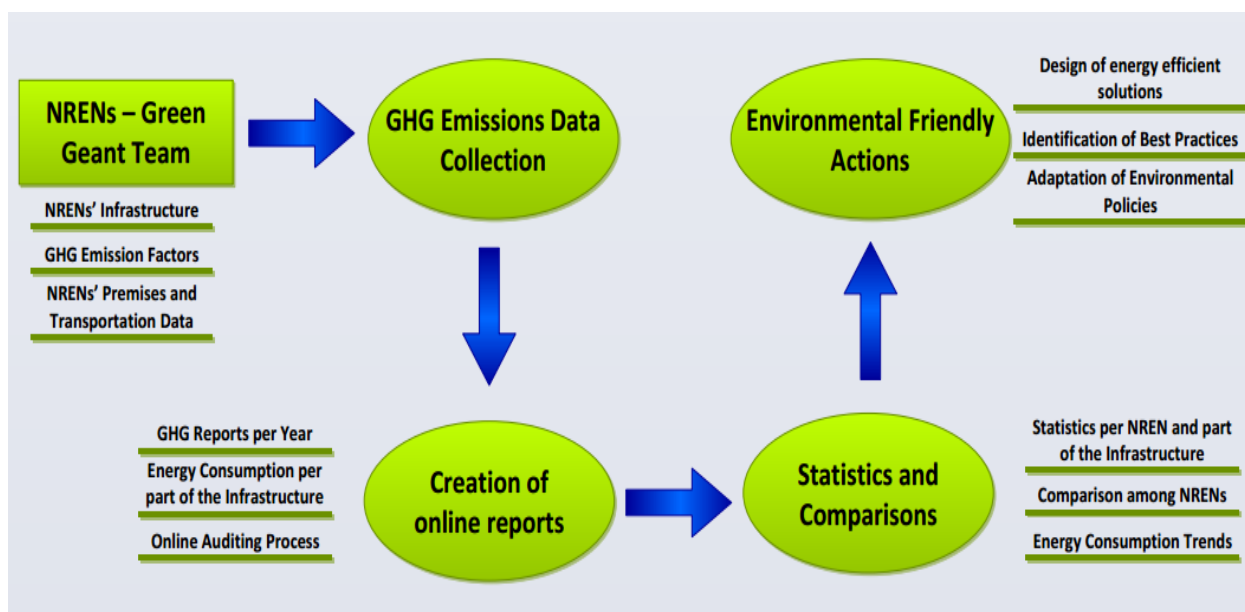 NRENs – Green
Geant Team
NRENs' Infrastructure
GHG Emission Factors
NRENs' Premises and
Transportation Data
GHG Emissions Data
Collection
Environmental Friendly
Actions
Design of energy efficient
solutions
Identification of Best Practices
Adaptation of Environmental
Policies
GHG Reports per Year
Energy Consumption per
part of the Infrastructure
Online Auditing Process
Creation of
online reports
Statistics and
Comparisons
Statistics per NREN and part
of the Infrastructure
Comparison among NRENs
Energy Consumption Trends